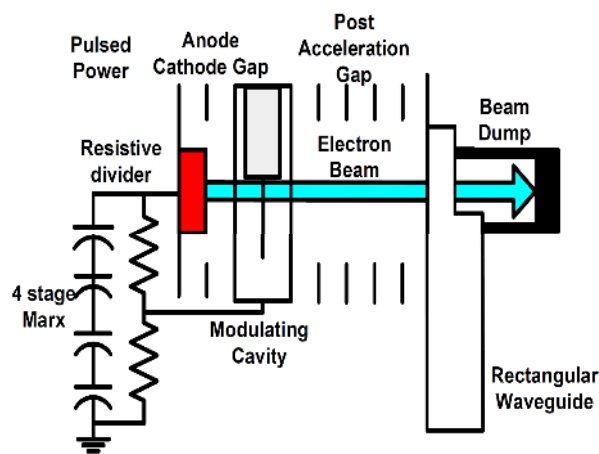 Pulsed
Power
Anode
Cathode Gap
Post
Acceleration
Gap
Beam
Dump
Resistive
divider
Electron
Beam
4 stage
Marx
Modulating
Cavity
Rectangular
Waveguide